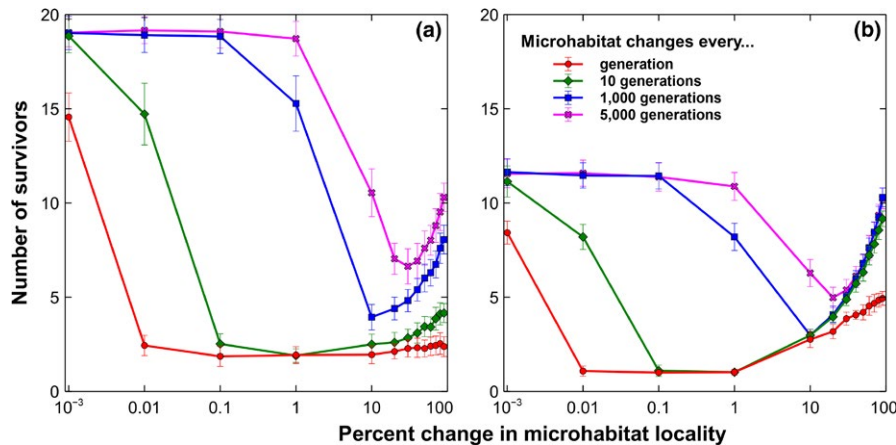 20
15
10
5
0
10⁻³
0.01
0.1
1
10
100
(a)
Number of survivors
20
15
10
5
0
10⁻³
0.01
0.1
1
10
100
(b)
Microhabitat changes every...
generation
10 generations
1,000 generations
5,000 generations
Percent change in microhabitat locality